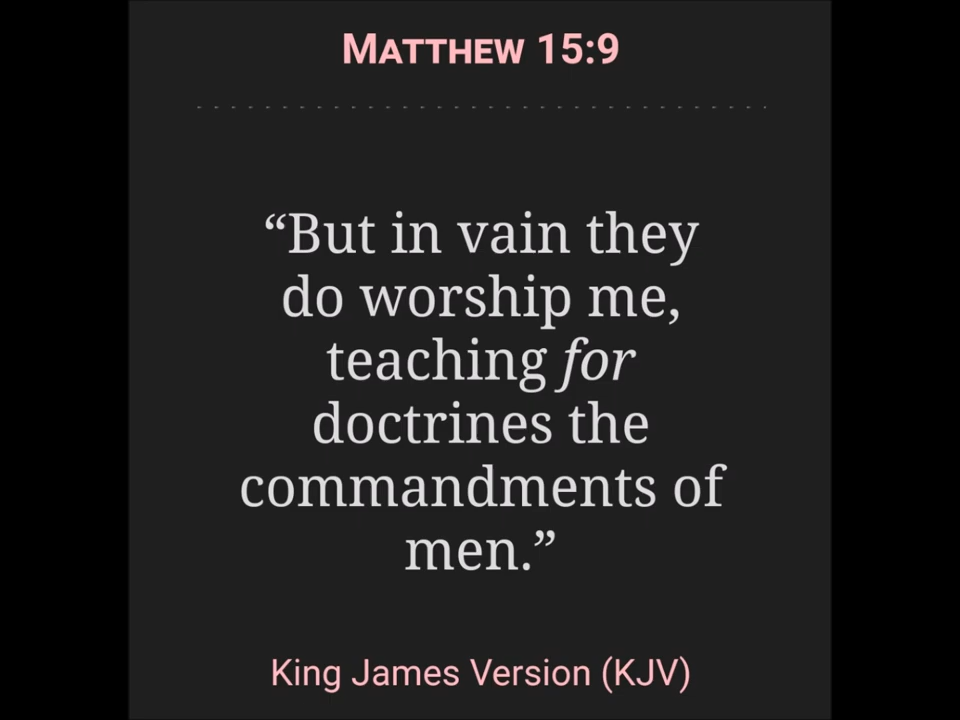 MATTHEW 15:9
“But in vain they
do worship me,
teaching for
doctrines the
commandments of
men.”
King James Version (KJV)